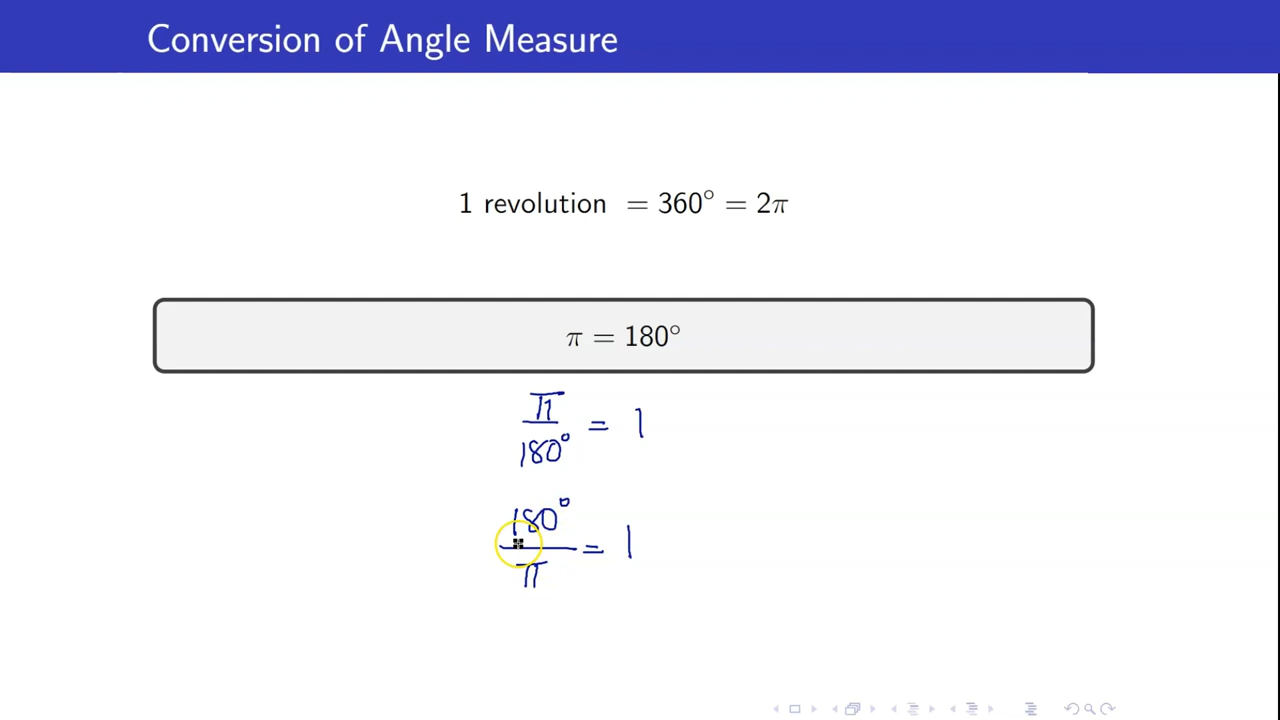 Conversion of Angle Measure
1 revolution = 360° = 2π
π = 180°
π/180° = 1
180°/π = 1